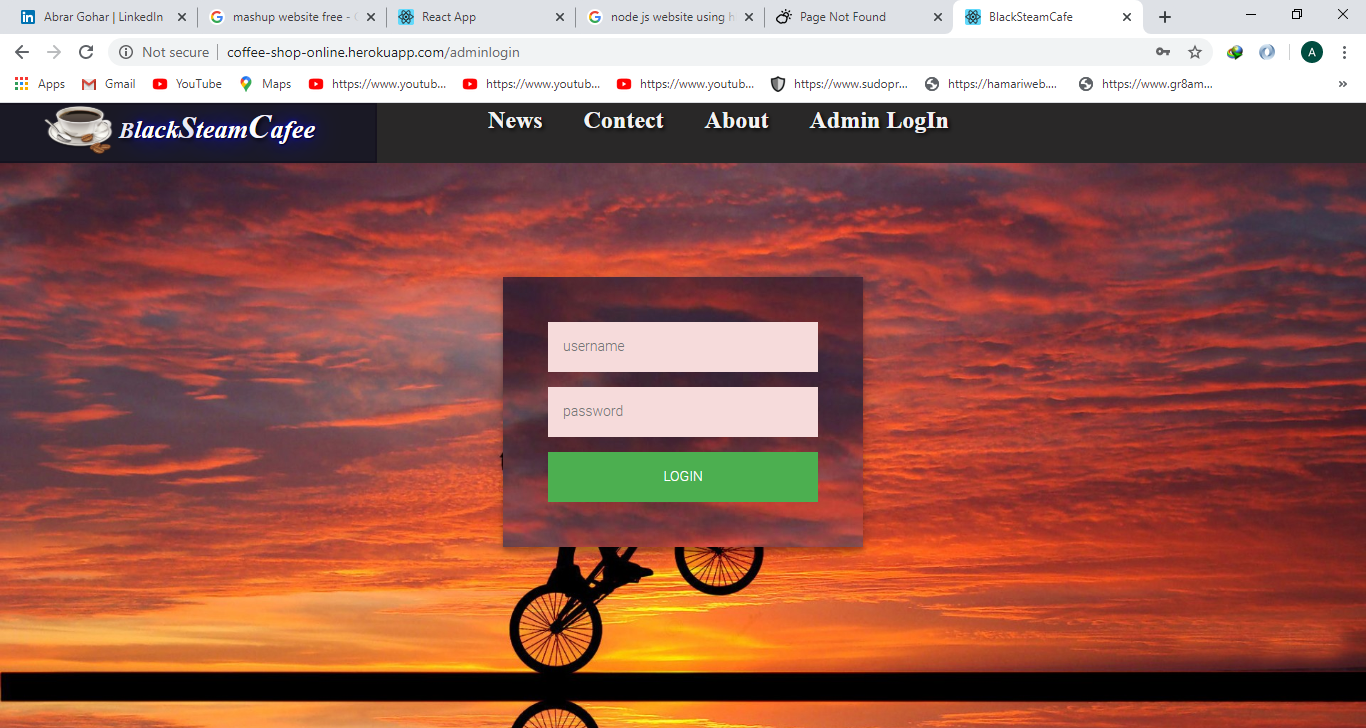 Abrar Gohar | LinkedIn
mashup website free - G
React App
node js website using h
Page Not Found
BlackSteamCafe
Not secure
coffee-shop-online.herokuapp.com/adminlogin
A
Apps
Gmail
YouTube
Maps
https://www.youtub...
https://www.youtub...
https://www.youtub...
https://www.sudopr...
https://hamariweb....
https://www.gr8am...
»
BlackSteamCafee
News
Contect
About
Admin LogIn
username
password
LOGIN